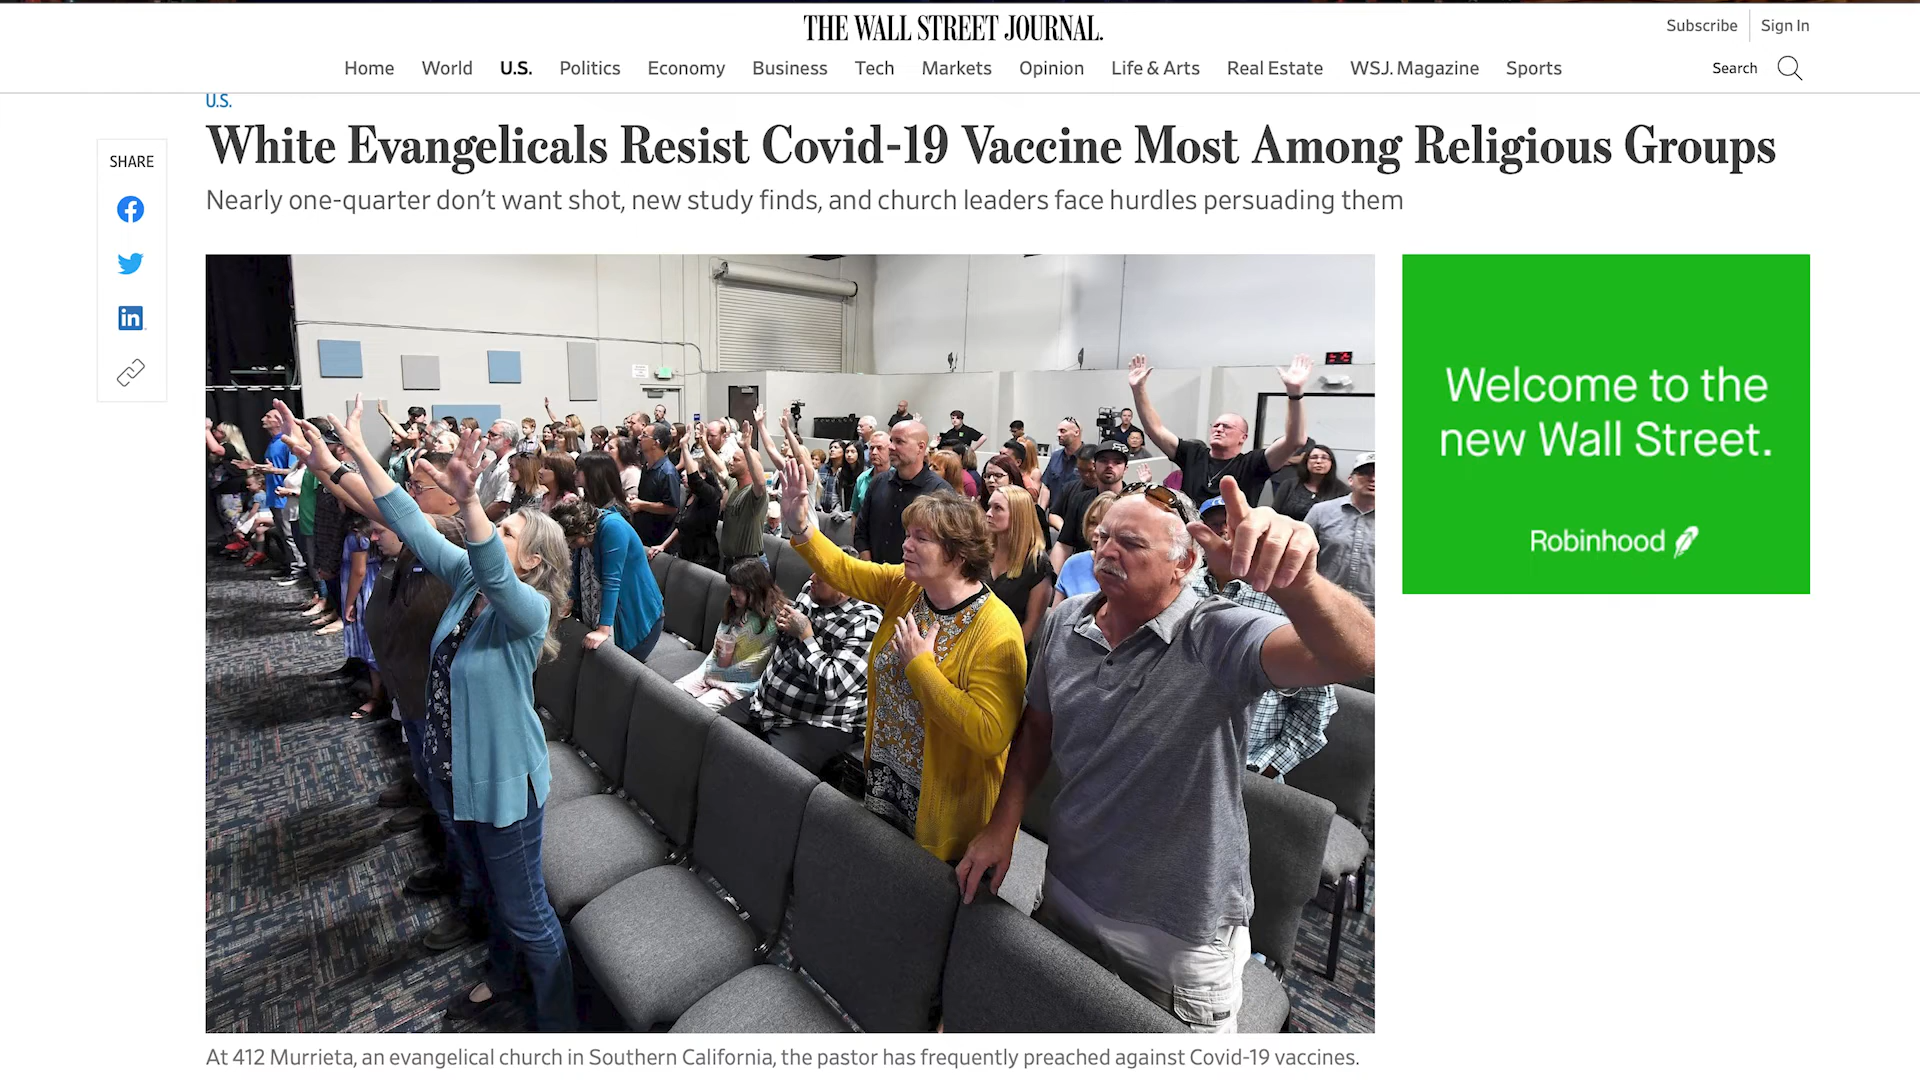 THE WALL STREET JOURNAL.
Subscribe
Sign In
Home World U.S. Politics Economy Business Tech Markets Opinion Life & Arts Real Estate WSJ. Magazine Sports
Search
U.S.
White Evangelicals Resist Covid-19 Vaccine Most Among Religious Groups
Nearly one-quarter don't want shot, new study finds, and church leaders face hurdles persuading them
SHARE
in
Welcome to the
new Wall Street.
Robinhood
At 412 Murrieta, an evangelical church in Southern California, the pastor has frequently preached against Covid-19 vaccines.